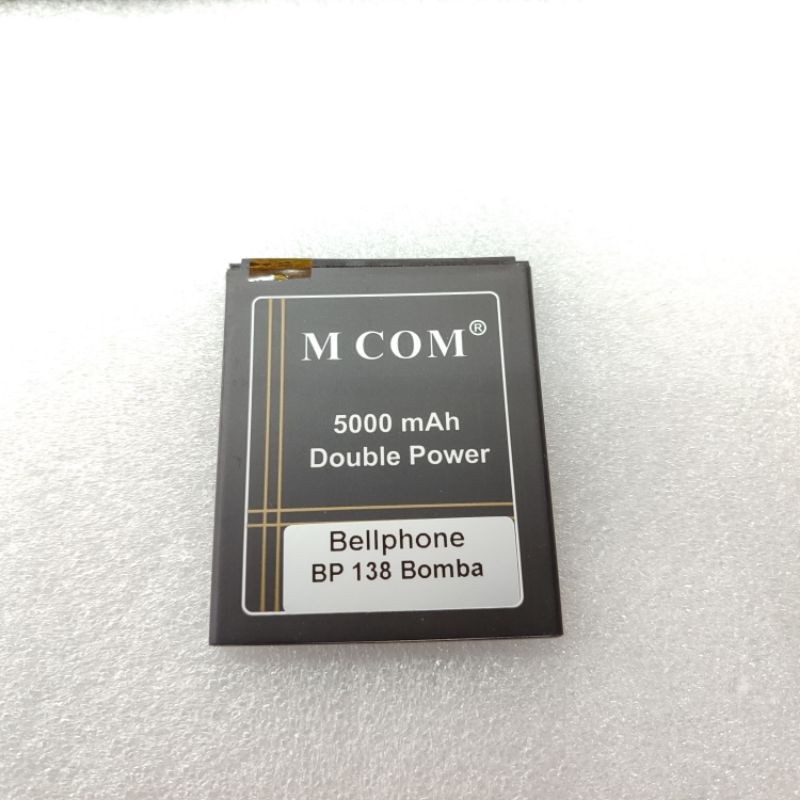 M COM®
5000 mAh
Double Power
Bellphone
BP 138 Bomba